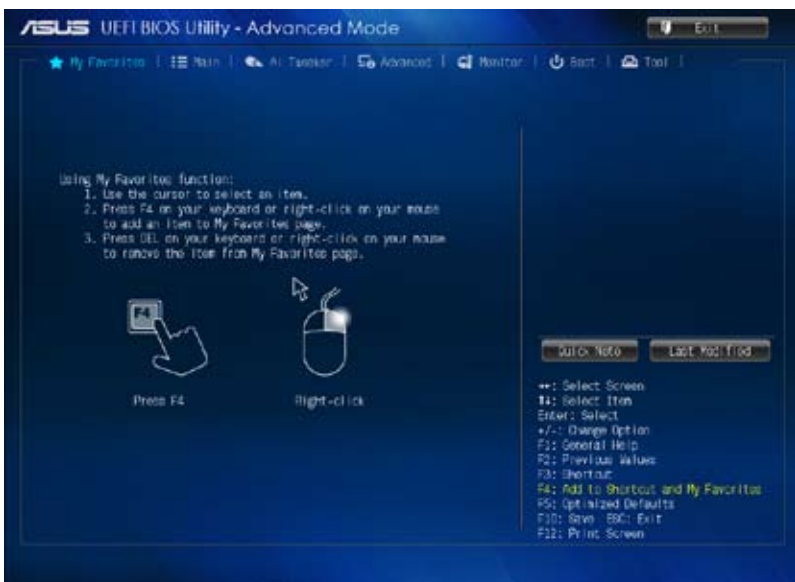 ASUS UEFI BIOS Utility - Advanced Mode
Exit
My Favorites | Main | Ai Tweaker | Advanced | Monitor | Boot | Tool |
Using My Favorites function:
1. Use the cursor to select an item.
2. Press F4 on your keyboard or right-click on your mouse
to add an item to My Favorites page.
3. Press DEL on your keyboard or right-click on your mouse
to remove the item from My Favorites page.
F4
Press F4
Right-click
Quick Note
Last Modified
→←: Select Screen
↑↓: Select Item
Enter: Select
+/-: Change Option
F1: General Help
F2: Previous Values
F3: Shortcut
F4: Add to Shortcut and My Favorites
F5: Optimized Defaults
F10: Save ESC: Exit
F12: Print Screen